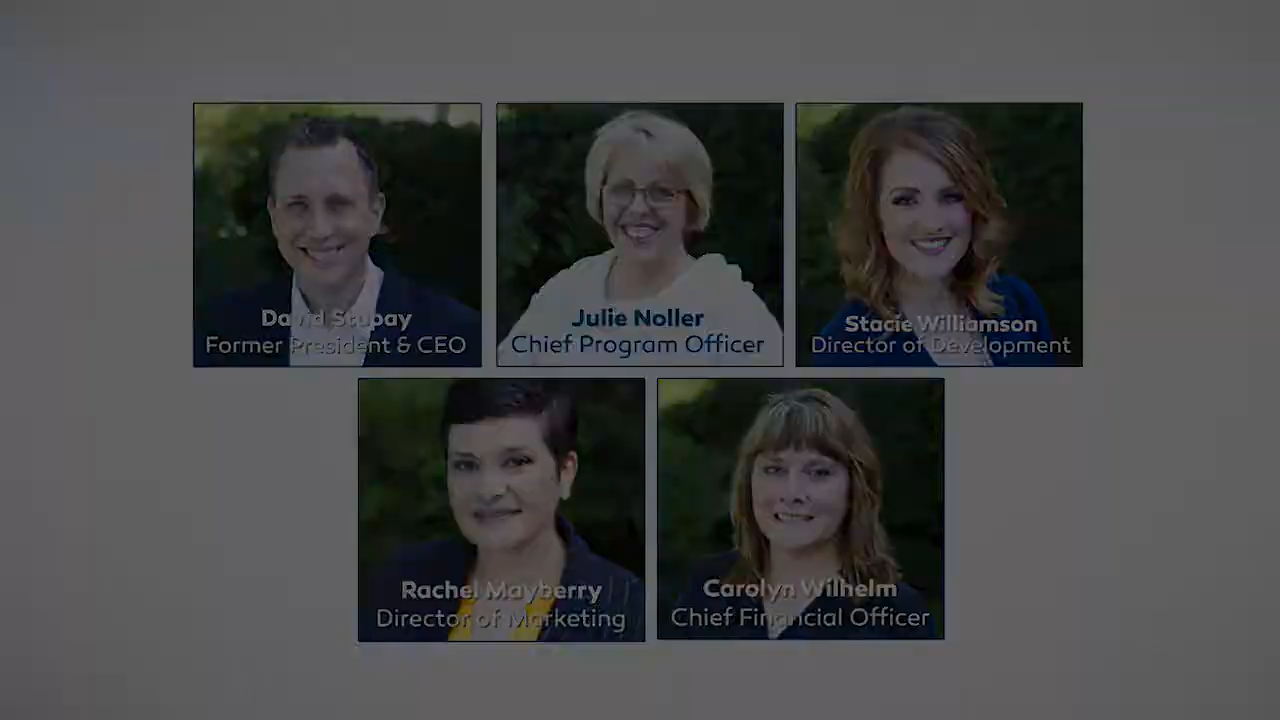 David Stupay
Former President & CEO
Julie Noller
Chief Program Officer
Stacie Williamson
Director of Development
Rachel Mayberry
Director of Marketing
Carolyn Wilhelm
Chief Financial Officer